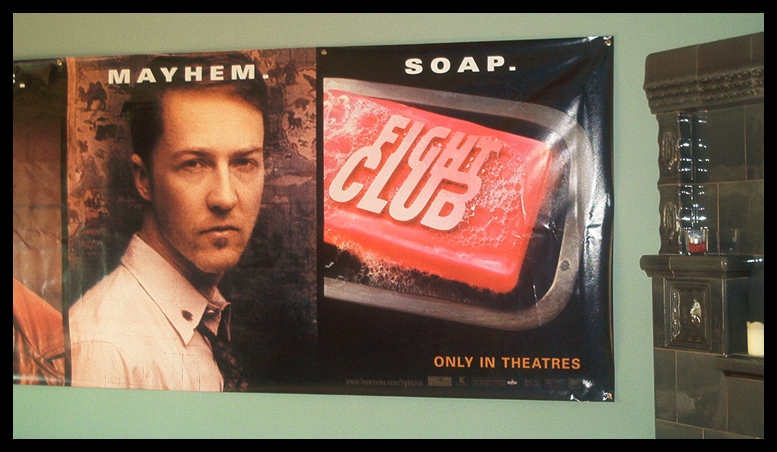 MAYHEM.
SOAP.
FIGHT
CLUB
ONLY IN THEATRES